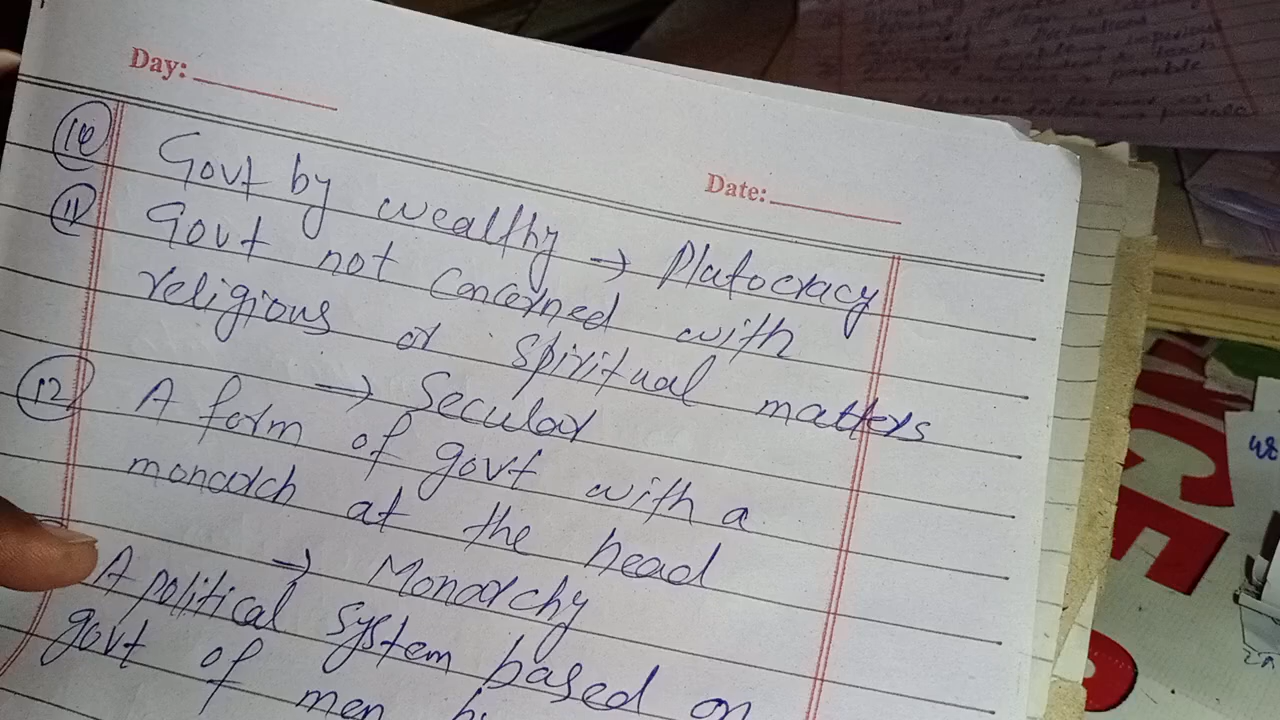 Day:
Date:
10 Govt by wealthy → Plutocracy
11 Govt not concerned with
religious or spiritual matters
→ Secular
12 A form of govt with a
monarch at the head
→ Monarchy
A political system based on
govt of men
48